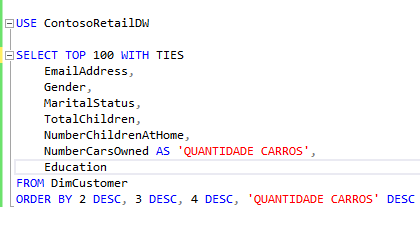 USE ContosoRetailDW
SELECT TOP 100 WITH TIES
EmailAddress,
Gender,
MaritalStatus,
TotalChildren,
NumberChildrenAtHome,
NumberCarsOwned AS 'QUANTIDADE CARROS',
Education
FROM DimCustomer
ORDER BY 2 DESC, 3 DESC, 4 DESC, 'QUANTIDADE CARROS' DESC